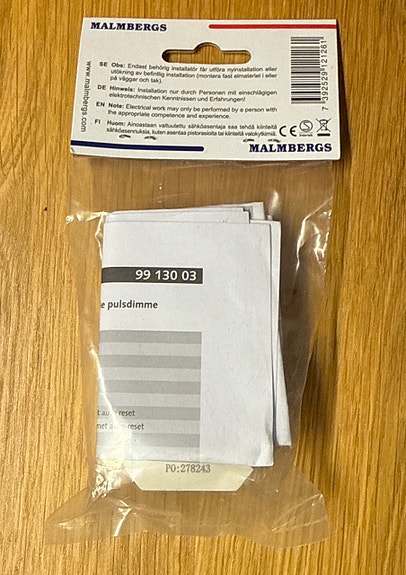 MALMBERGS
www.malmbergs.com
SE Obs: Endast behörig installatör får utföra nyinstallation eller
utökning av befintlig installation (montera fast elmateriel i eller
på väggar och tak).
DE Hinweis: Installation nur durch Personen mit einschlägigen
elektrotechnischen Kenntnissen und Erfahrungen!
EN Note: Electrical work may only be performed by a person with
the appropriate competence and experience.
FI Huom: Ainoastaan valtuutettu sähköasentaja saa tehdä kiinteitä
sähköasennuksia, kuten asentaa pistorasioita tai kiinteitä valokytkimiä.
7392529121261
CE
MALMBERGS
99 130 03
e pulsdimme
t auto-reset
met auto-reset
PO:278243